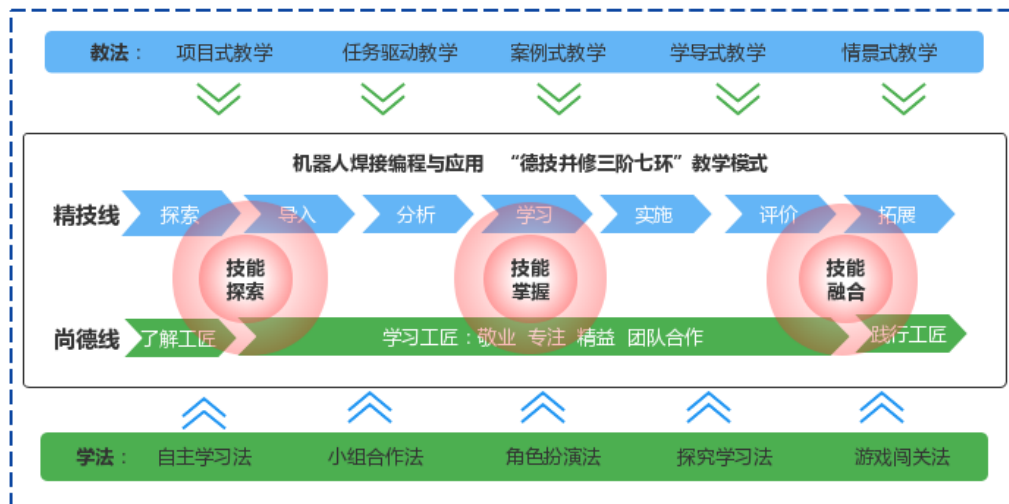 教法： 项目式教学 任务驱动教学 案例式教学 学导式教学 情景式教学
机器人焊接编程与应用 “德技并修三阶七环”教学模式
精技线 探索 导入 分析 学习 实施 评价 拓展
技能
探索
技能
掌握
技能
融合
尚德线 了解工匠 学习工匠：敬业 专注 精益 团队合作 践行工匠
学法： 自主学习法 小组合作法 角色扮演法 探究学习法 游戏闯关法